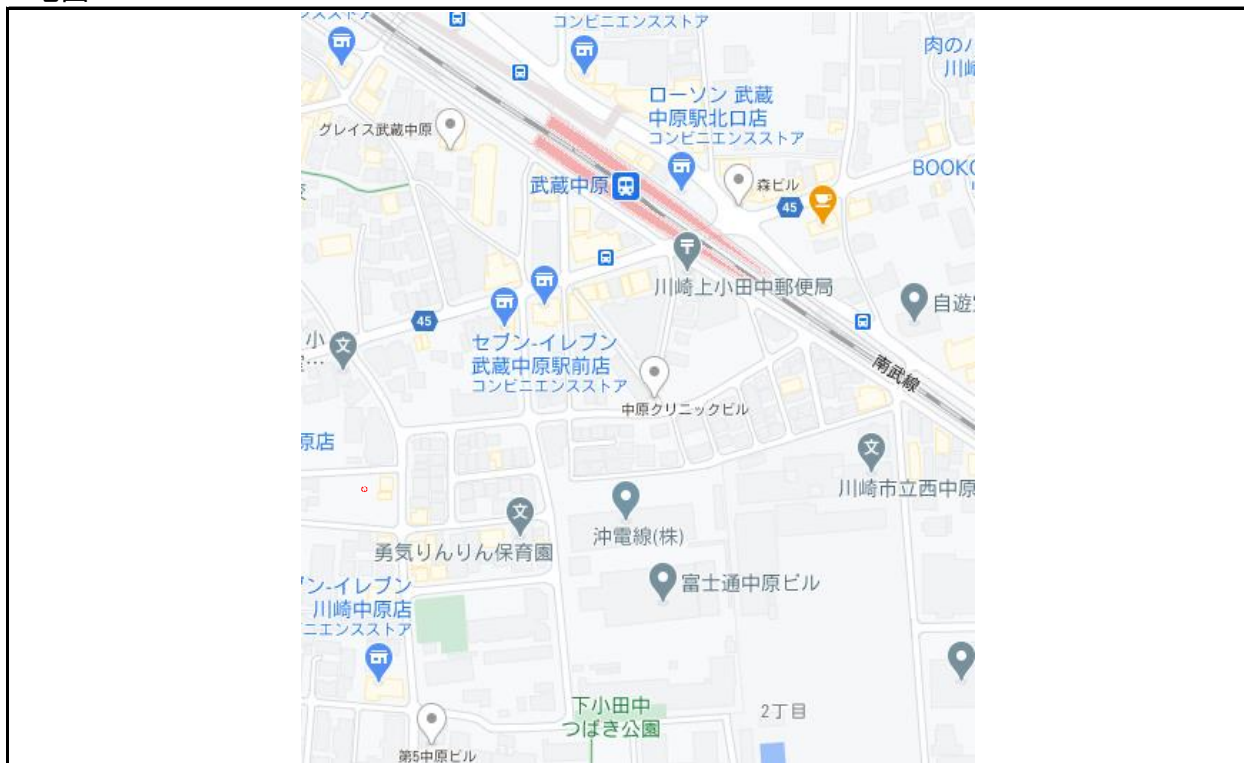 コンビニエンスストア
肉の
川崎
ローソン 武蔵
中原駅北口店
コンビニエンスストア
グレイス武蔵中原
武蔵中原
森ビル
45
BOOK
川崎上小田中郵便局
自遊
45
小
セブン-イレブン
武蔵中原駅前店
コンビニエンスストア
南武線
中原クリニックビル
原店
川崎市立西中原
沖電線(株)
勇気りんりん保育園
富士通中原ビル
ン-イレブン
川崎中原店
ニエンスストア
下小田中
つばき公園
2丁目
第5中原ビル